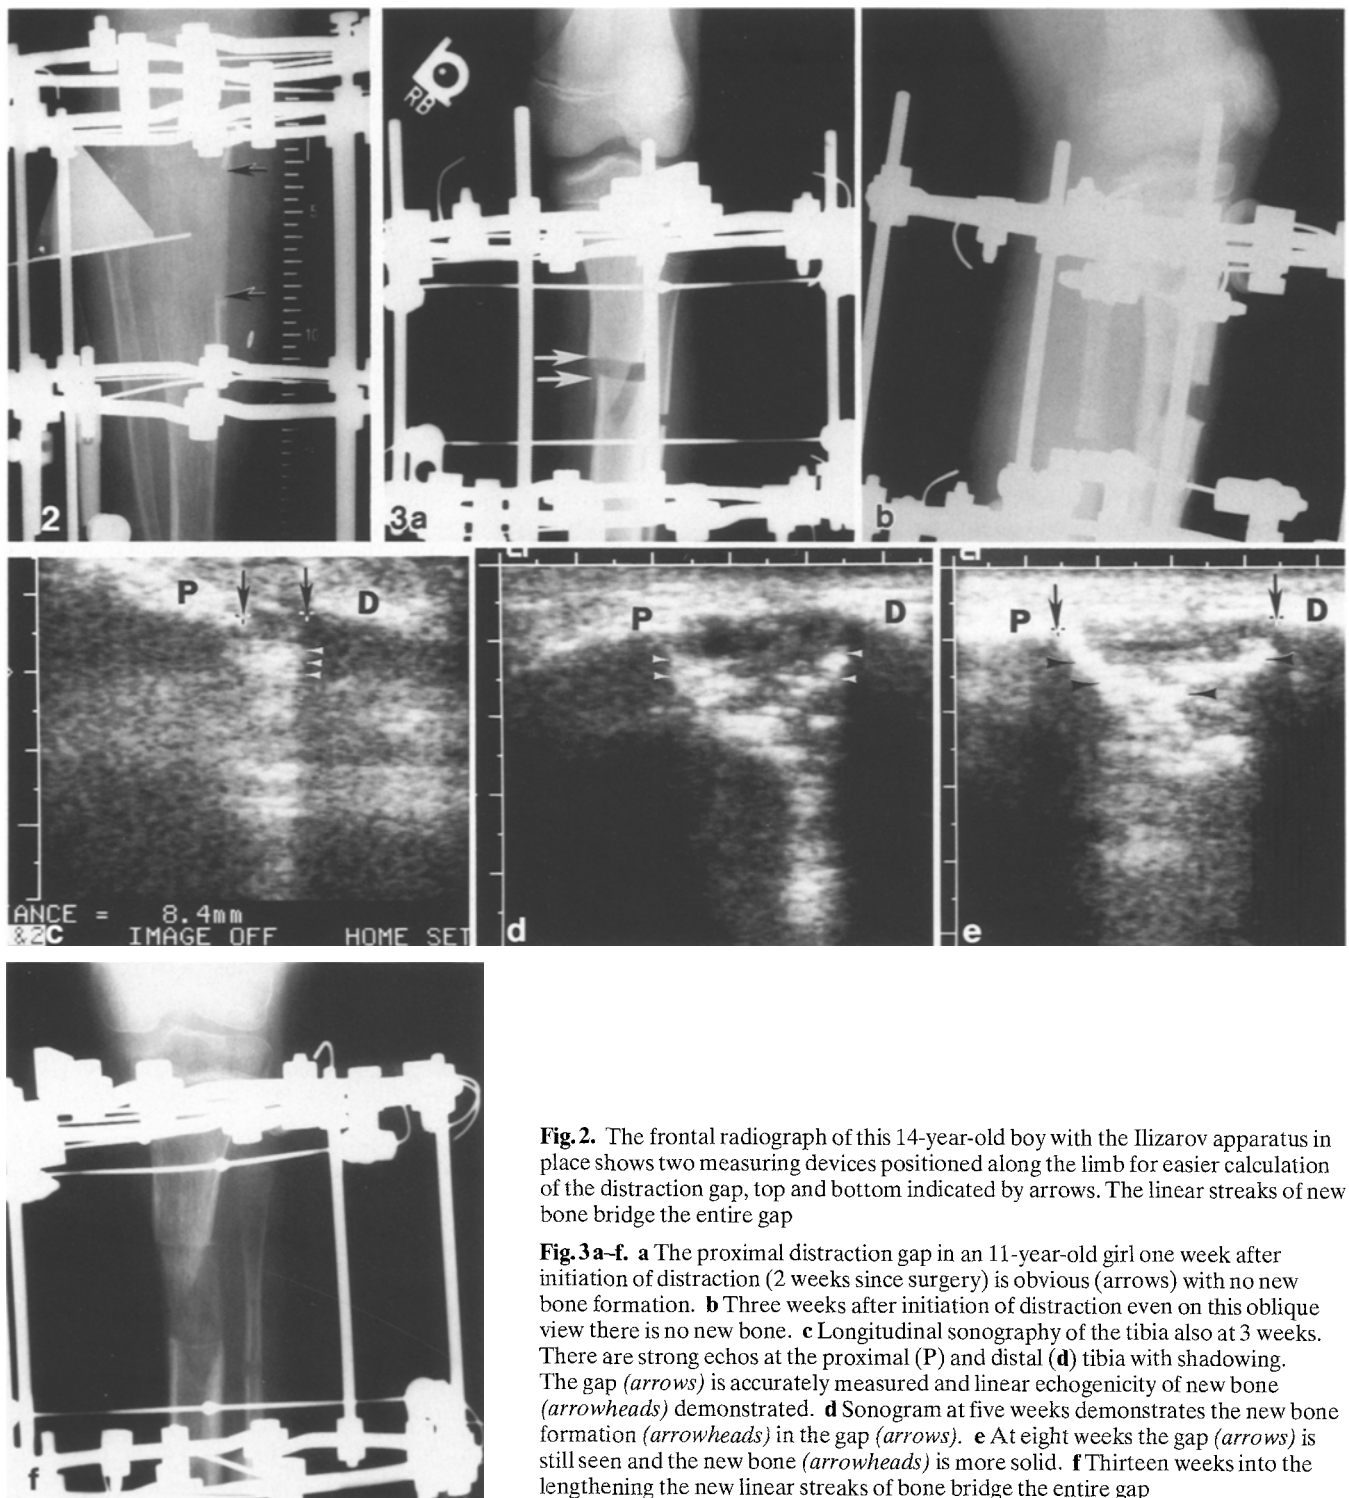 5
10
2
RB
3a
b
P
D
ANCE = 8.4mm
&2 IMAGE OFF HOME SET
c
P
D
d
P
D
e
f
Fig. 2. The frontal radiograph of this 14-year-old boy with the Ilizarov apparatus in
place shows two measuring devices positioned along the limb for easier calculation
of the distraction gap, top and bottom indicated by arrows. The linear streaks of new
bone bridge the entire gap
Fig. 3a–f. a The proximal distraction gap in an 11-year-old girl one week after
initiation of distraction (2 weeks since surgery) is obvious (arrows) with no new
bone formation. b Three weeks after initiation of distraction even on this oblique
view there is no new bone. c Longitudinal sonography of the tibia also at 3 weeks.
There are strong echos at the proximal (P) and distal (d) tibia with shadowing.
The gap (arrows) is accurately measured and linear echogenicity of new bone
(arrowheads) demonstrated. d Sonogram at five weeks demonstrates the new bone
formation (arrowheads) in the gap (arrows). e At eight weeks the gap (arrows) is
still seen and the new bone (arrowheads) is more solid. f Thirteen weeks into the
lengthening the new linear streaks of bone bridge the entire gap